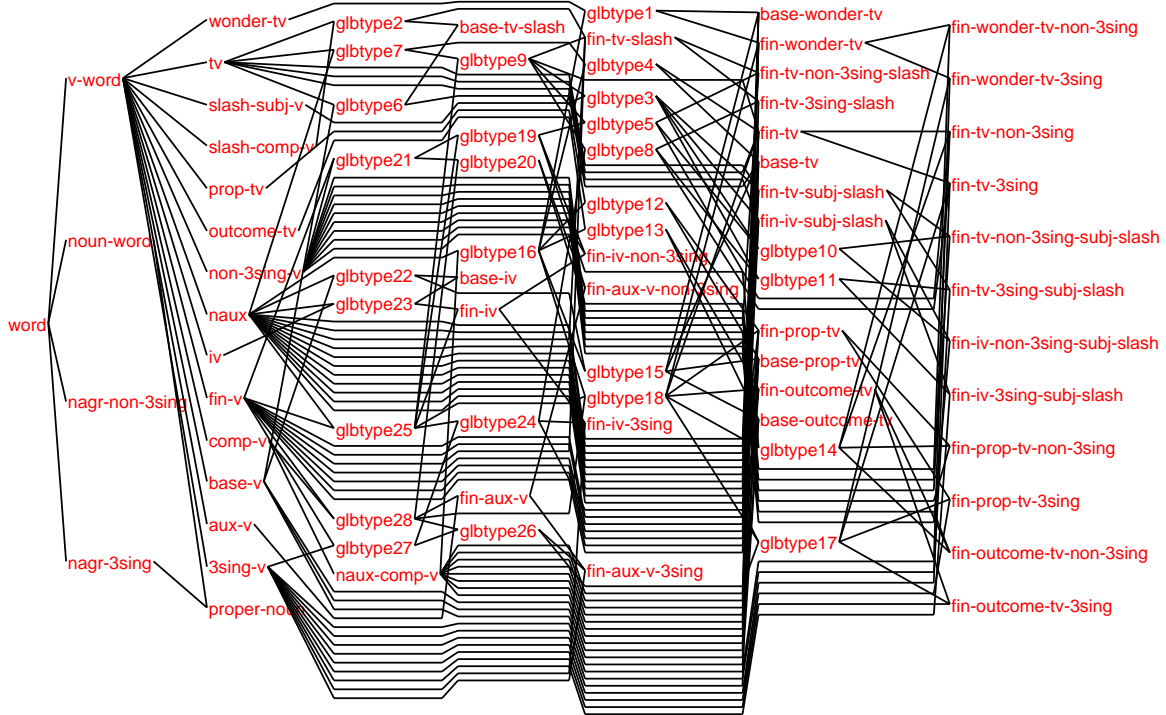 word
v-word
noun-word
nagr-non-3sing
nagr-3sing
wonder-tv
tv
slash-subj-v
slash-comp-v
prop-tv
outcome-tv
non-3sing-v
naux
iv
fin-v
comp-v
base-v
aux-v
3sing-v
proper-noun
glbtype2
glbtype7
glbtype6
glbtype21
glbtype22
glbtype23
glbtype25
glbtype28
glbtype27
naux-comp-v
base-tv-slash
glbtype9
glbtype19
glbtype20
glbtype16
base-iv
fin-iv
glbtype24
fin-aux-v
glbtype26
glbtype1
fin-tv-slash
glbtype4
glbtype3
glbtype5
glbtype8
glbtype12
glbtype13
fin-iv-non-3sing
fin-aux-v-non-3sing
glbtype15
glbtype18
fin-iv-3sing
fin-aux-v-3sing
base-wonder-tv
fin-wonder-tv
fin-tv-non-3sing-slash
fin-tv-3sing-slash
fin-tv
base-tv
fin-tv-subj-slash
fin-iv-subj-slash
glbtype10
glbtype11
fin-prop-tv
base-prop-tv
fin-outcome-tv
base-outcome-tv
glbtype14
glbtype17
fin-wonder-tv-non-3sing
fin-wonder-tv-3sing
fin-tv-non-3sing
fin-tv-3sing
fin-tv-non-3sing-subj-slash
fin-tv-3sing-subj-slash
fin-iv-non-3sing-subj-slash
fin-iv-3sing-subj-slash
fin-prop-tv-non-3sing
fin-prop-tv-3sing
fin-outcome-tv-non-3sing
fin-outcome-tv-3sing